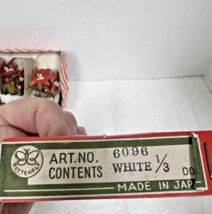 ART.NO. 6096
CONTENTS WHITE 1/3 DO
MADE IN JAP